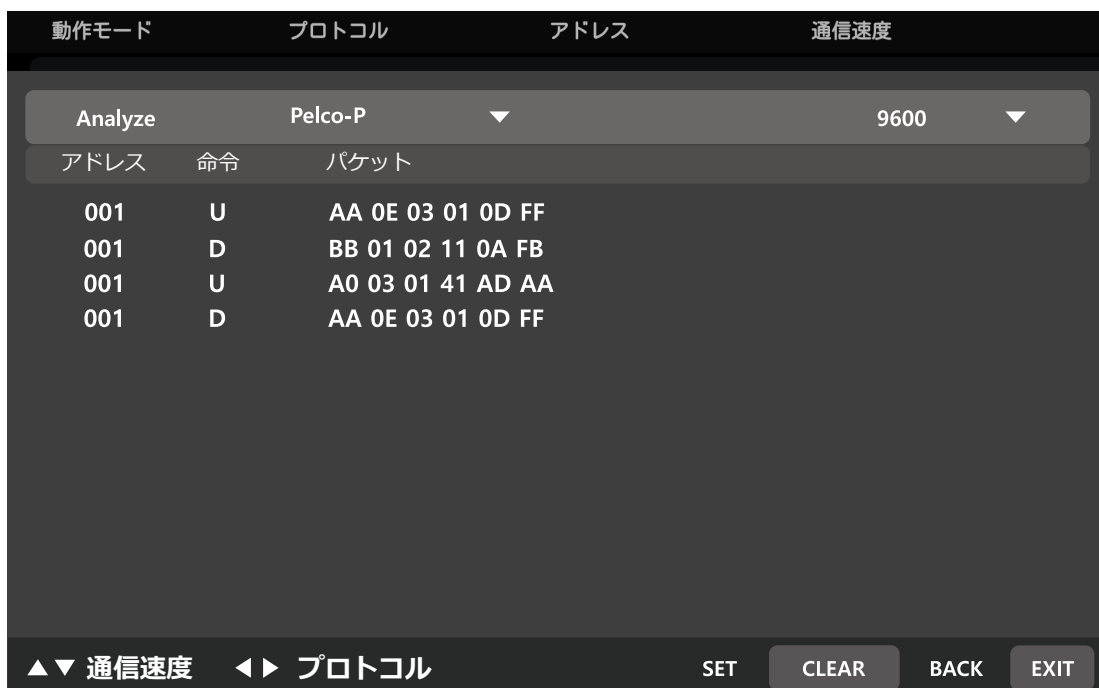 動作モード プロトコル アドレス 通信速度
Analyze Pelco-P ▼ 9600 ▼
アドレス 命令 パケット
001 U AA 0E 03 01 0D FF
001 D BB 01 02 11 0A FB
001 U A0 03 01 41 AD AA
001 D AA 0E 03 01 0D FF
▲▼ 通信速度 ◀▶ プロトコル SET CLEAR BACK EXIT